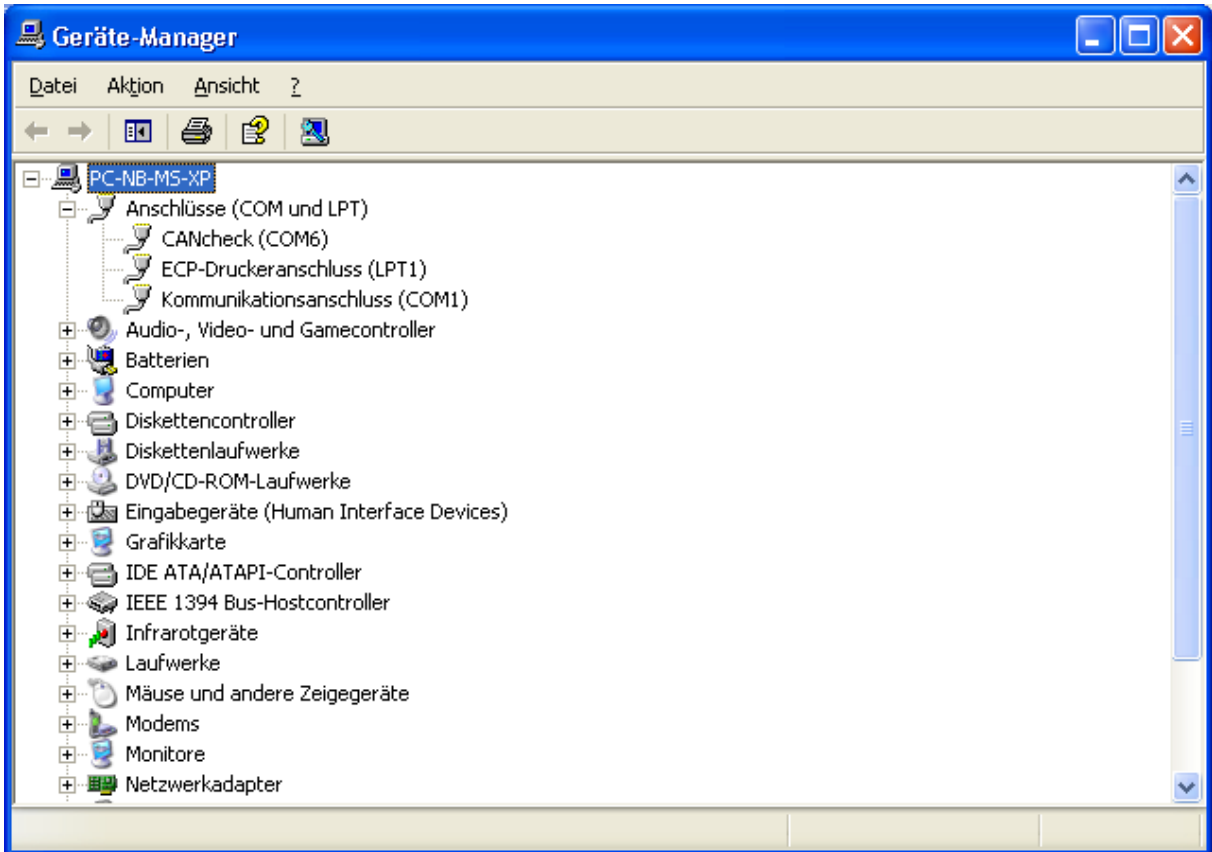 Geräte-Manager
Datei Aktion Ansicht ?
PC-NB-MS-XP
Anschlüsse (COM und LPT)
CANcheck (COM6)
ECP-Druckeranschluss (LPT1)
Kommunikationsanschluss (COM1)
Audio-, Video- und Gamecontroller
Batterien
Computer
Diskettencontroller
Diskettenlaufwerke
DVD/CD-ROM-Laufwerke
Eingabegeräte (Human Interface Devices)
Grafikkarte
IDE ATA/ATAPI-Controller
IEEE 1394 Bus-Hostcontroller
Infrarotgeräte
Laufwerke
Mäuse und andere Zeigegeräte
Modems
Monitore
Netzwerkadapter